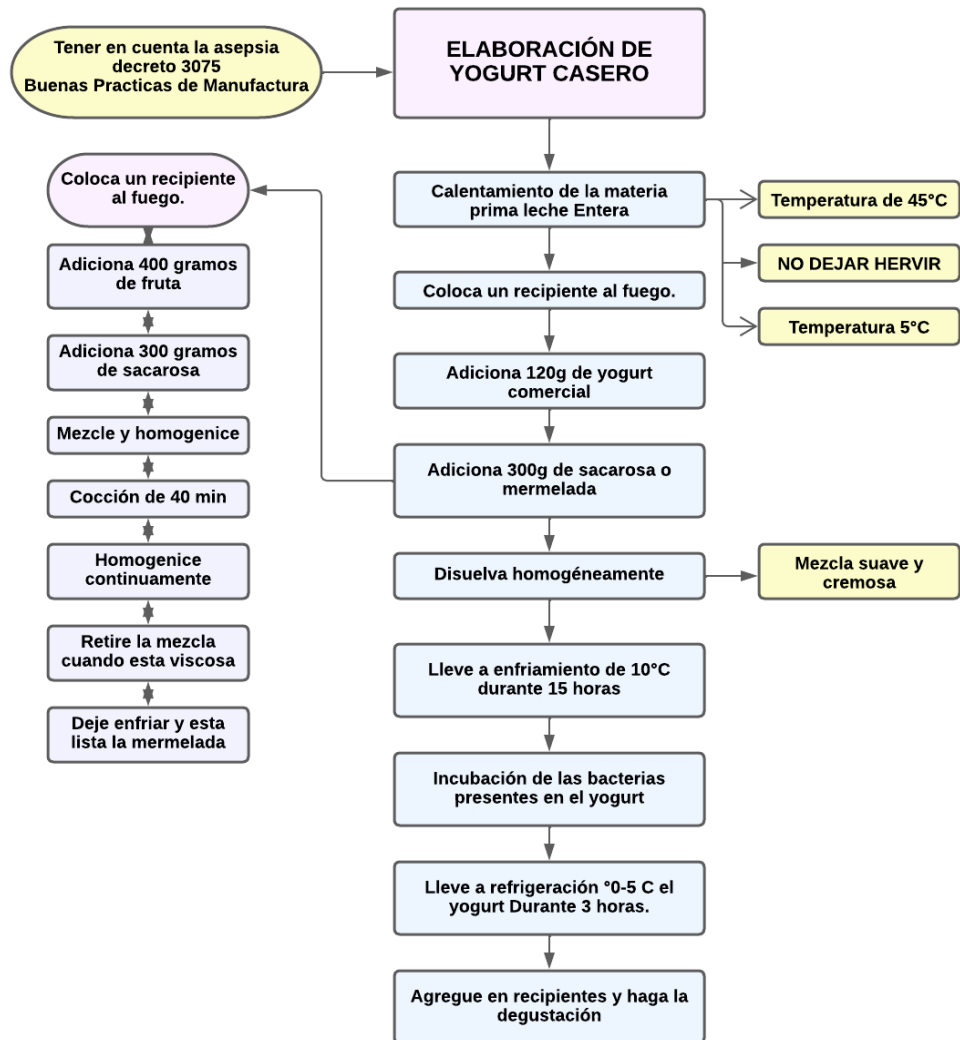 Tener en cuenta la asepsia
decreto 3075
Buenas Practicas de Manufactura
ELABORACIÓN DE
YOGURT CASERO
Calentamiento de la materia
prima leche Entera
Temperatura de 45°C
NO DEJAR HERVIR
Temperatura 5°C
Coloca un recipiente al fuego.
Adiciona 120g de yogurt
comercial
Adiciona 300g de sacarosa o
mermelada
Coloca un recipiente
al fuego.
Adiciona 400 gramos
de fruta
Adiciona 300 gramos
de sacarosa
Mezcle y homogenice
Cocción de 40 min
Homogenice
continuamente
Retire la mezcla
cuando esta viscosa
Deje enfriar y esta
lista la mermelada
Disuelva homogéneamente
Mezcla suave y
cremosa
Lleve a enfriamiento de 10°C
durante 15 horas
Incubación de las bacterias
presentes en el yogurt
Lleve a refrigeración °0-5 C el
yogurt Durante 3 horas.
Agregue en recipientes y haga la
degustación